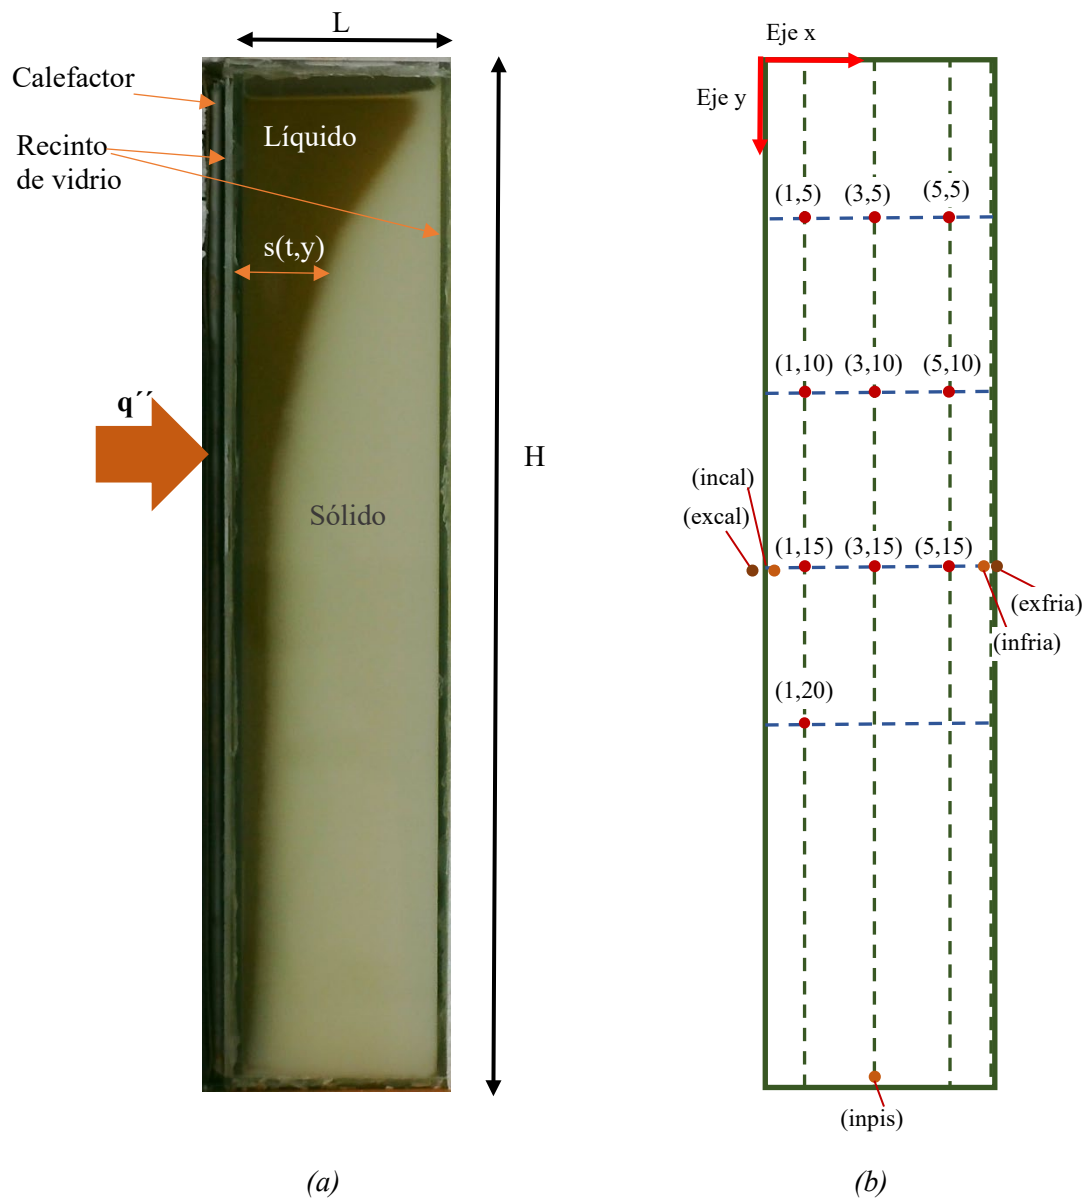 L
Calefactor
Líquido
Recinto
de vidrio
s(t,y)
q´´
H
Sólido
(a)
Eje x
Eje y
(1,5) (3,5) (5,5)
(1,10) (3,10) (5,10)
(incal)
(excal)
(1,15) (3,15) (5,15)
(exfria)
(infria)
(1,20)
(inpis)
(b)